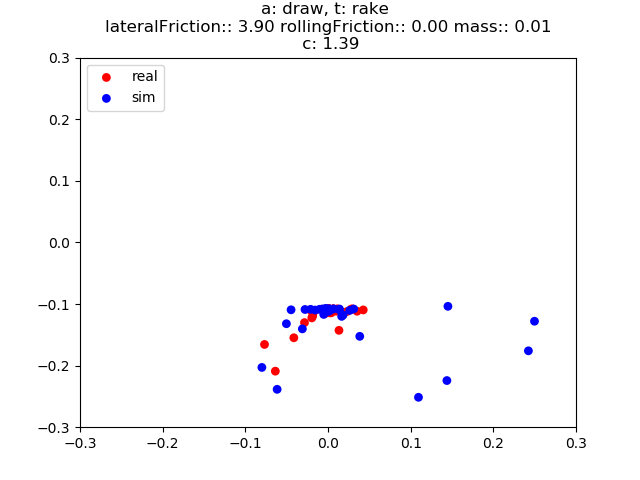 a: draw, t: rake
lateralFriction:: 3.90 rollingFriction:: 0.00 mass:: 0.01
c: 1.39
real
sim
0.3
0.2
0.1
0.0
−0.1
−0.2
−0.3
−0.3
−0.2
−0.1
0.0
0.1
0.2
0.3